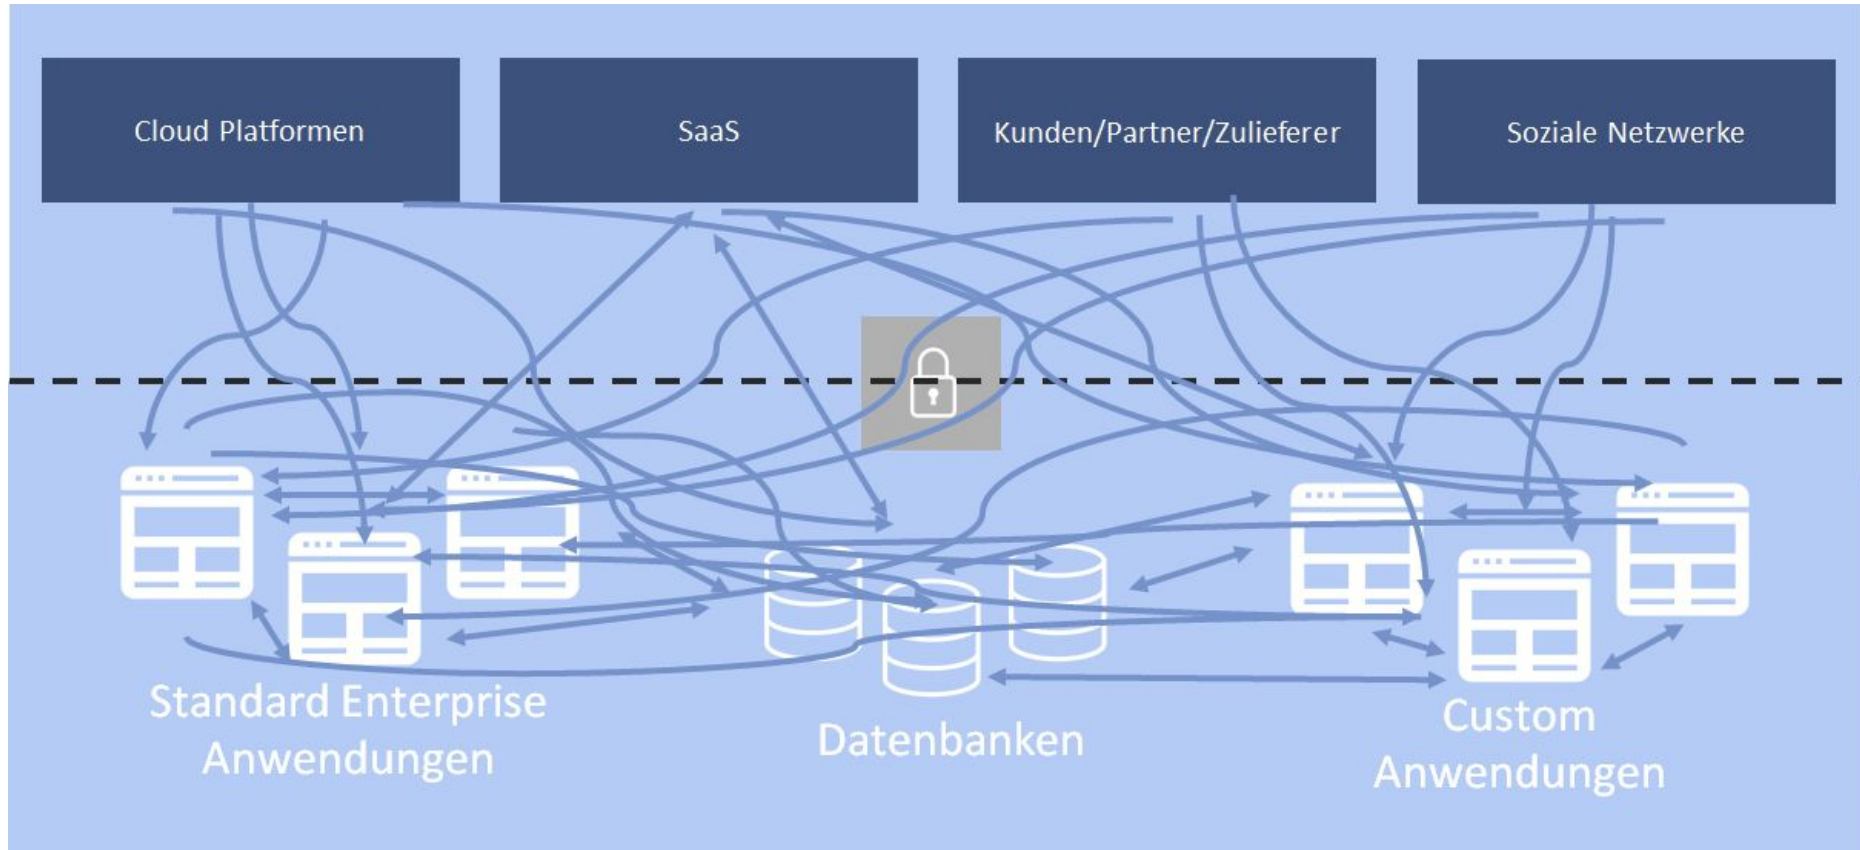 Cloud Platformen
SaaS
Kunden/Partner/Zulieferer
Soziale Netzwerke
Standard Enterprise
Anwendungen
Datenbanken
Custom
Anwendungen